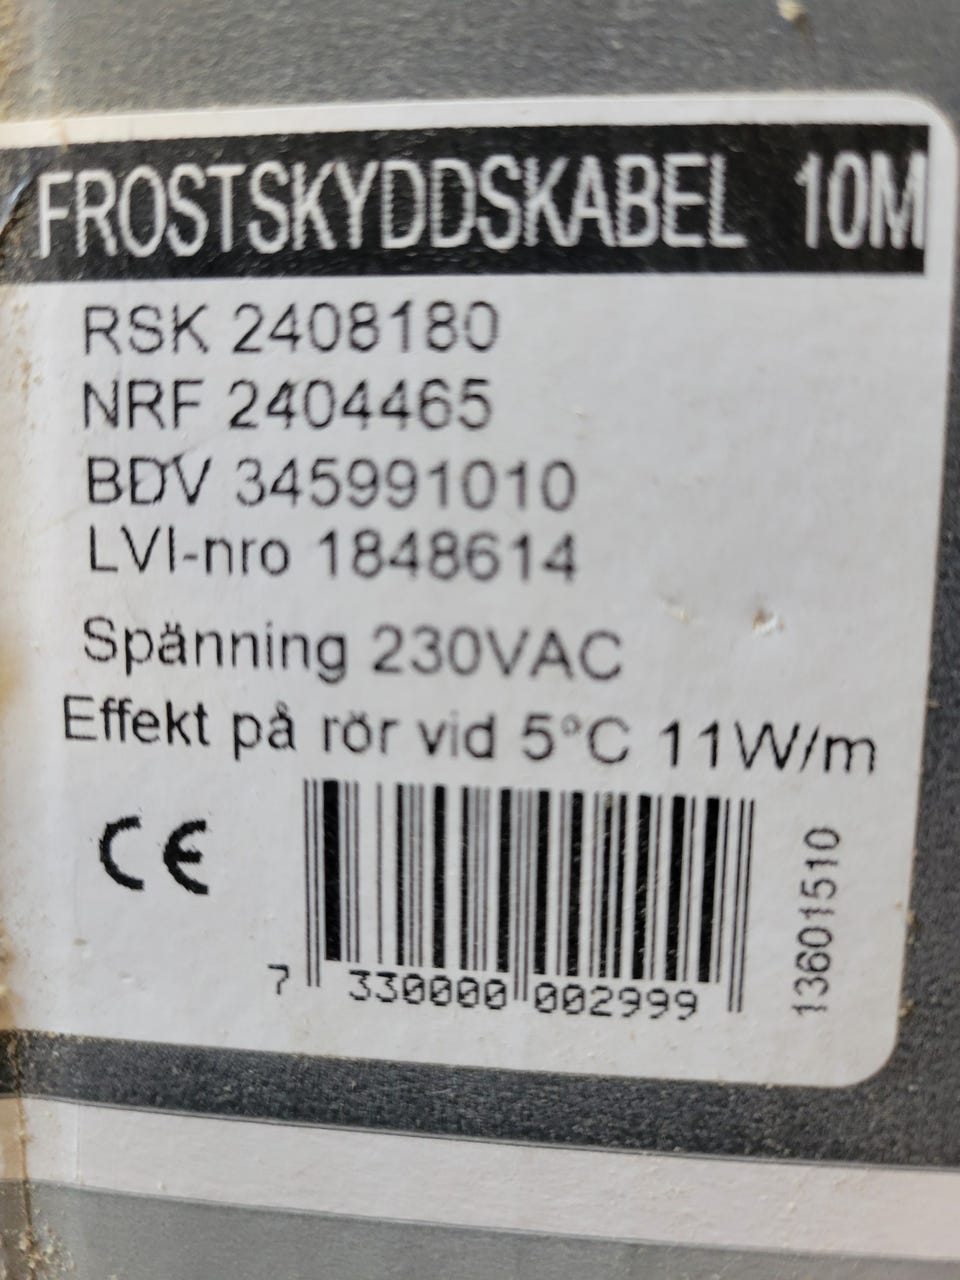 FROSTSKYDDSKABEL 10M
RSK 2408180
NRF 2404465
BDV 345991010
LVI-nro 1848614
Spänning 230VAC
Effekt på rör vid 5°C 11W/m
CE
7 330000 002999
13601510